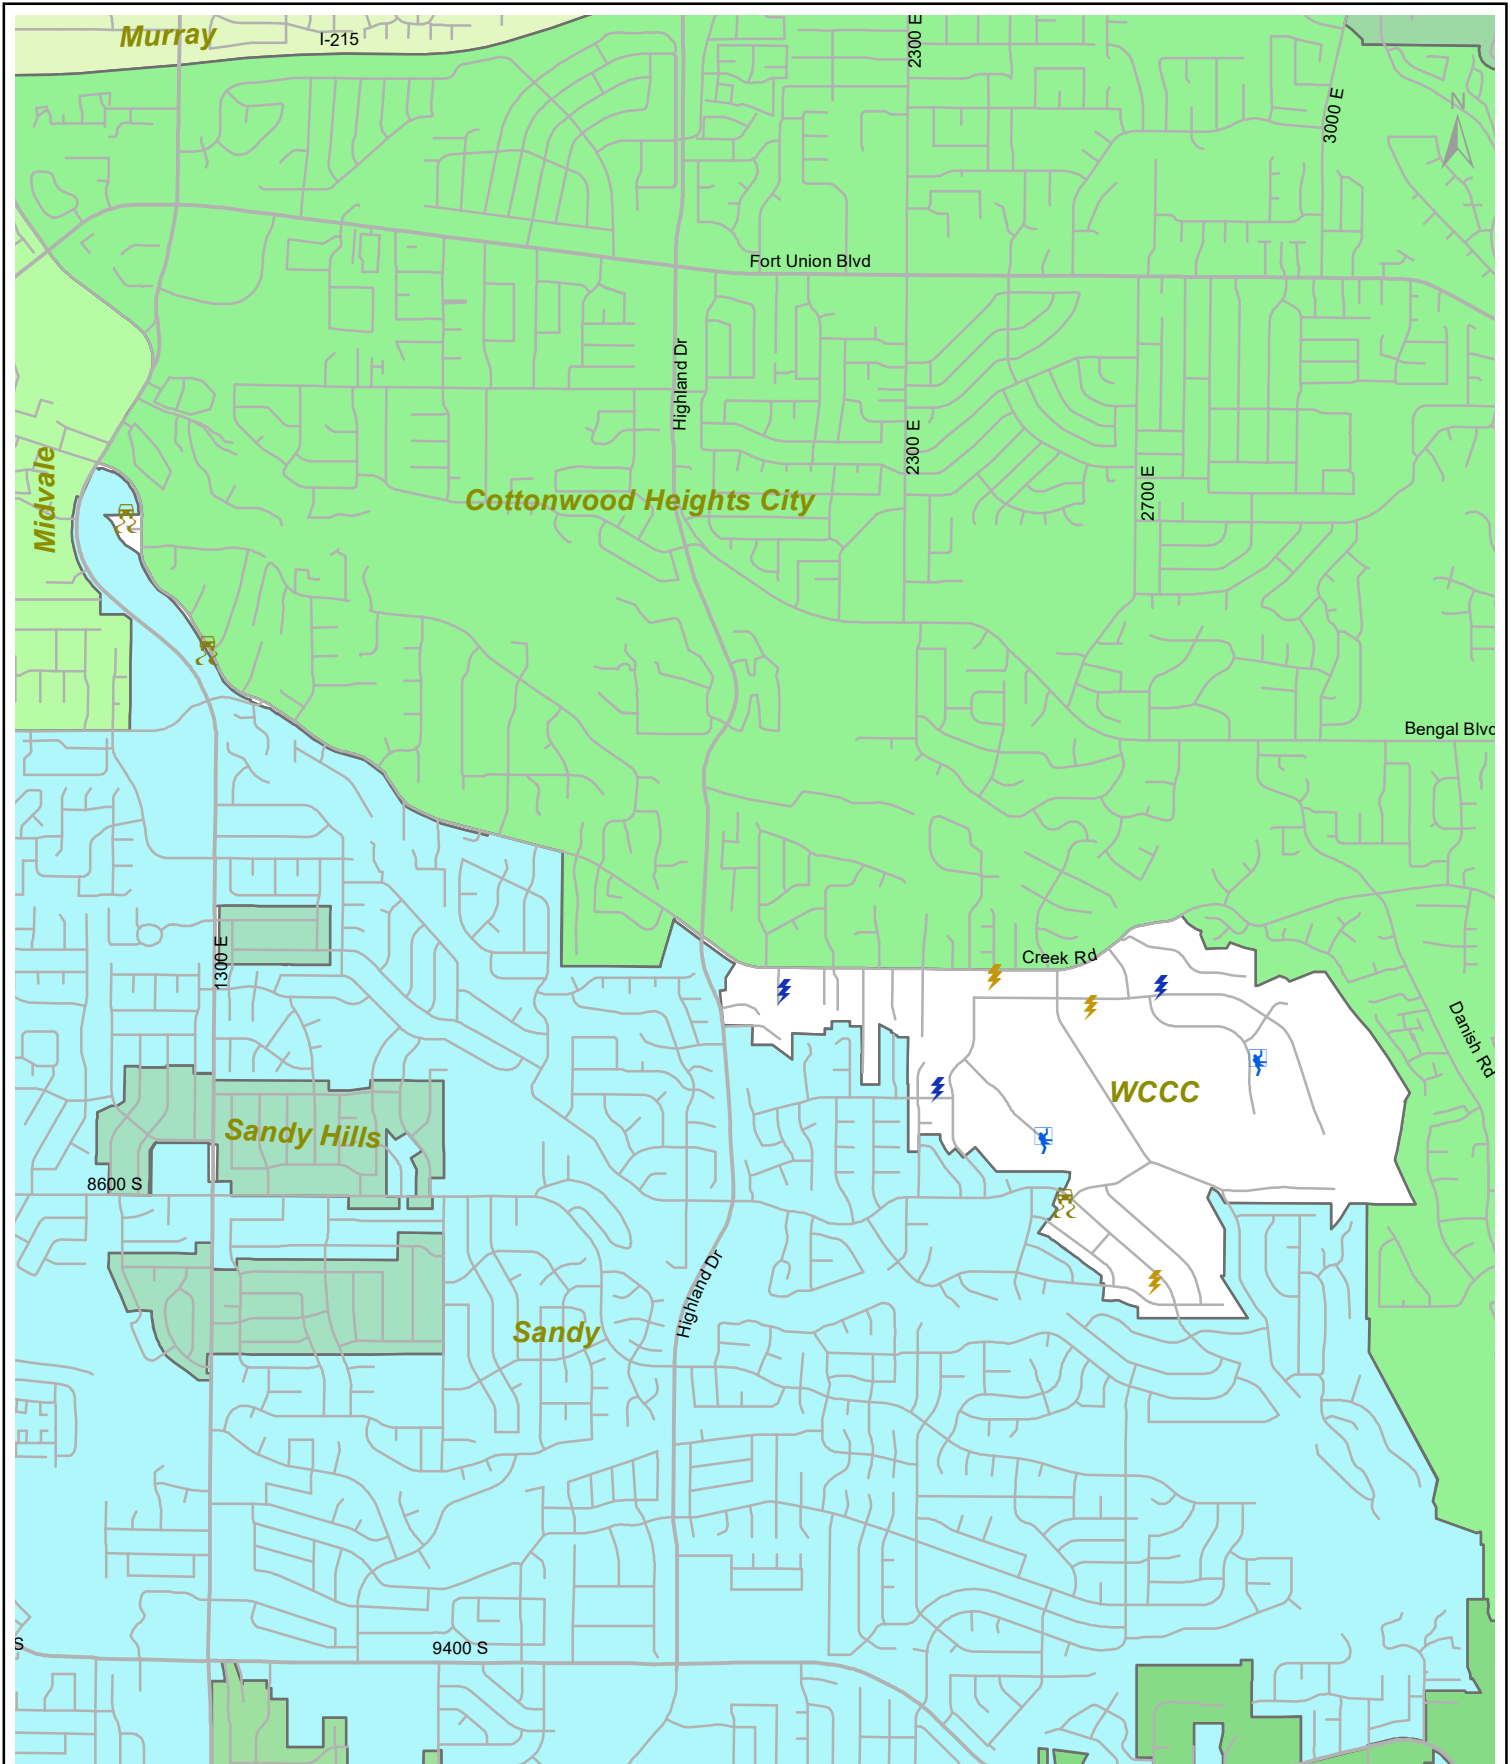 Murray
I-215
2300 E
3000 E
N
Fort Union Blvd
Highland Dr
2300 E
2700 E
Midvale
Cottonwood Heights City
Bengal Blvd
1300 E
Creek Rd
Danish Rd
WCCC
Sandy Hills
8600 S
Highland Dr
Sandy
9400 S
S